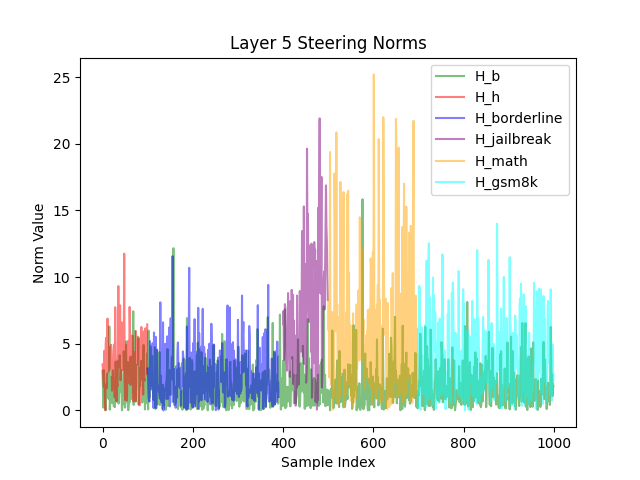 Layer 5 Steering Norms
25
20
15
10
5
0
Norm Value
H_b
H_h
H_borderline
H_jailbreak
H_math
H_gsm8k
0
200
400
600
800
1000
Sample Index